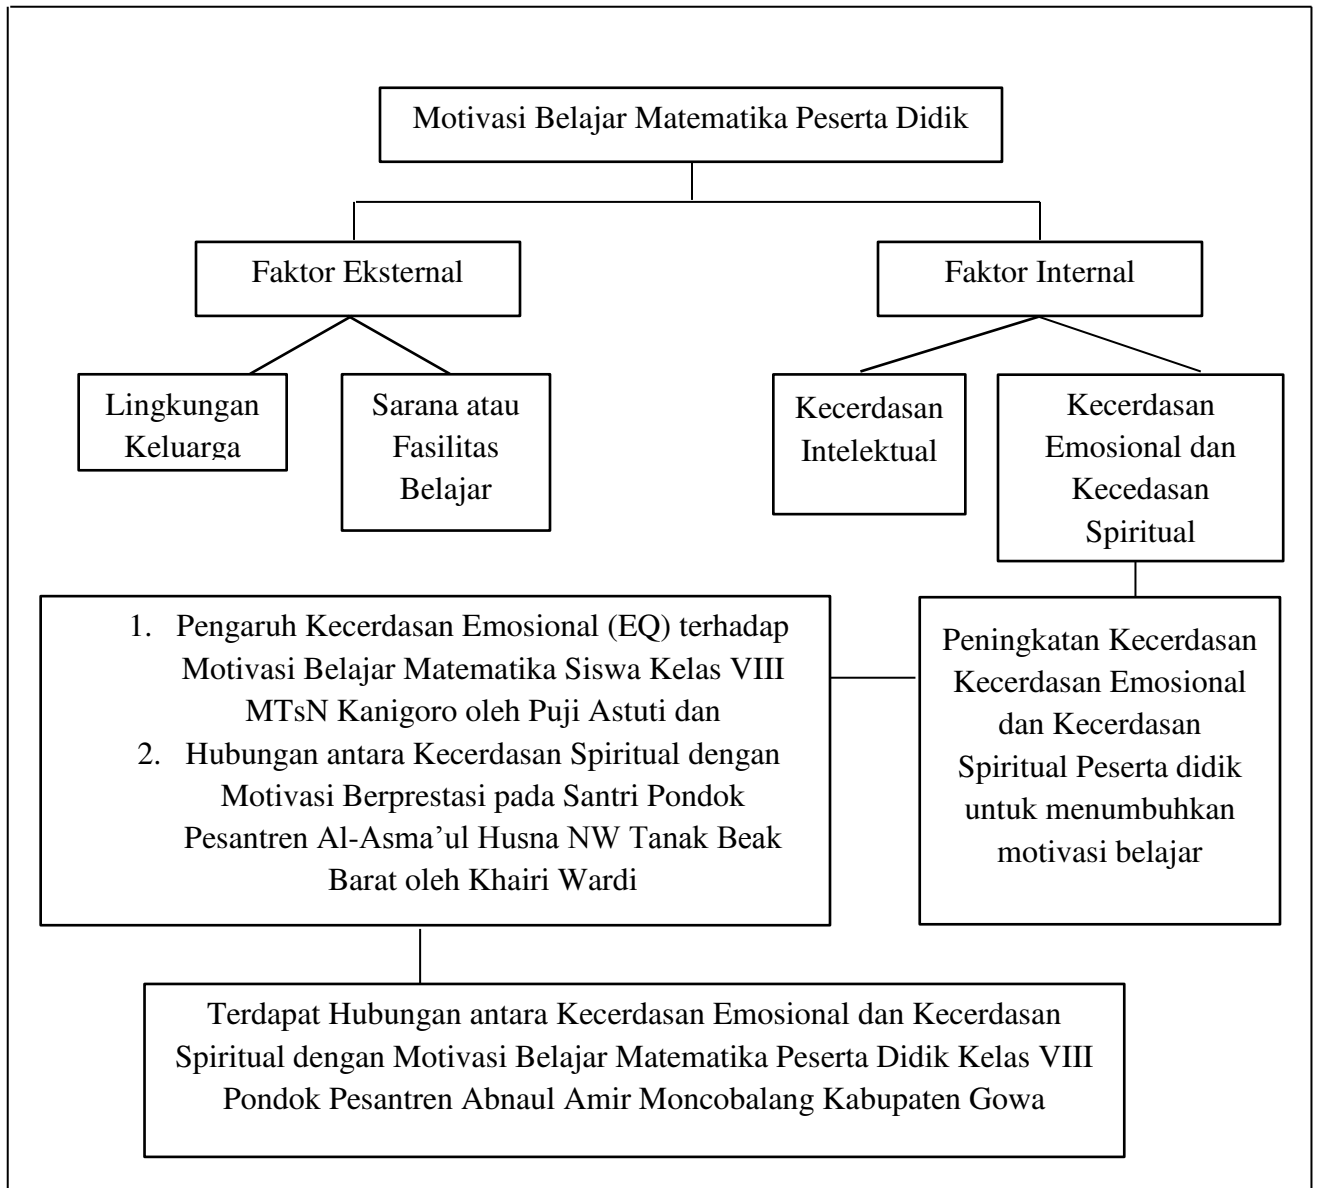 Motivasi Belajar Matematika Peserta Didik
Faktor Eksternal
Faktor Internal
Lingkungan
Keluarga
Sarana atau
Fasilitas
Belajar
Kecerdasan
Intelektual
Kecerdasan
Emosional dan
Kecedasan
Spiritual
1. Pengaruh Kecerdasan Emosional (EQ) terhadap
Motivasi Belajar Matematika Siswa Kelas VIII
MTsN Kanigoro oleh Puji Astuti dan
2. Hubungan antara Kecerdasan Spiritual dengan
Motivasi Berprestasi pada Santri Pondok
Pesantren Al-Asma’ul Husna NW Tanak Beak
Barat oleh Khairi Wardi
Peningkatan Kecerdasan
Kecerdasan Emosional
dan Kecerdasan
Spiritual Peserta didik
untuk menumbuhkan
motivasi belajar
Terdapat Hubungan antara Kecerdasan Emosional dan Kecerdasan
Spiritual dengan Motivasi Belajar Matematika Peserta Didik Kelas VIII
Pondok Pesantren Abnaul Amir Moncobalang Kabupaten Gowa